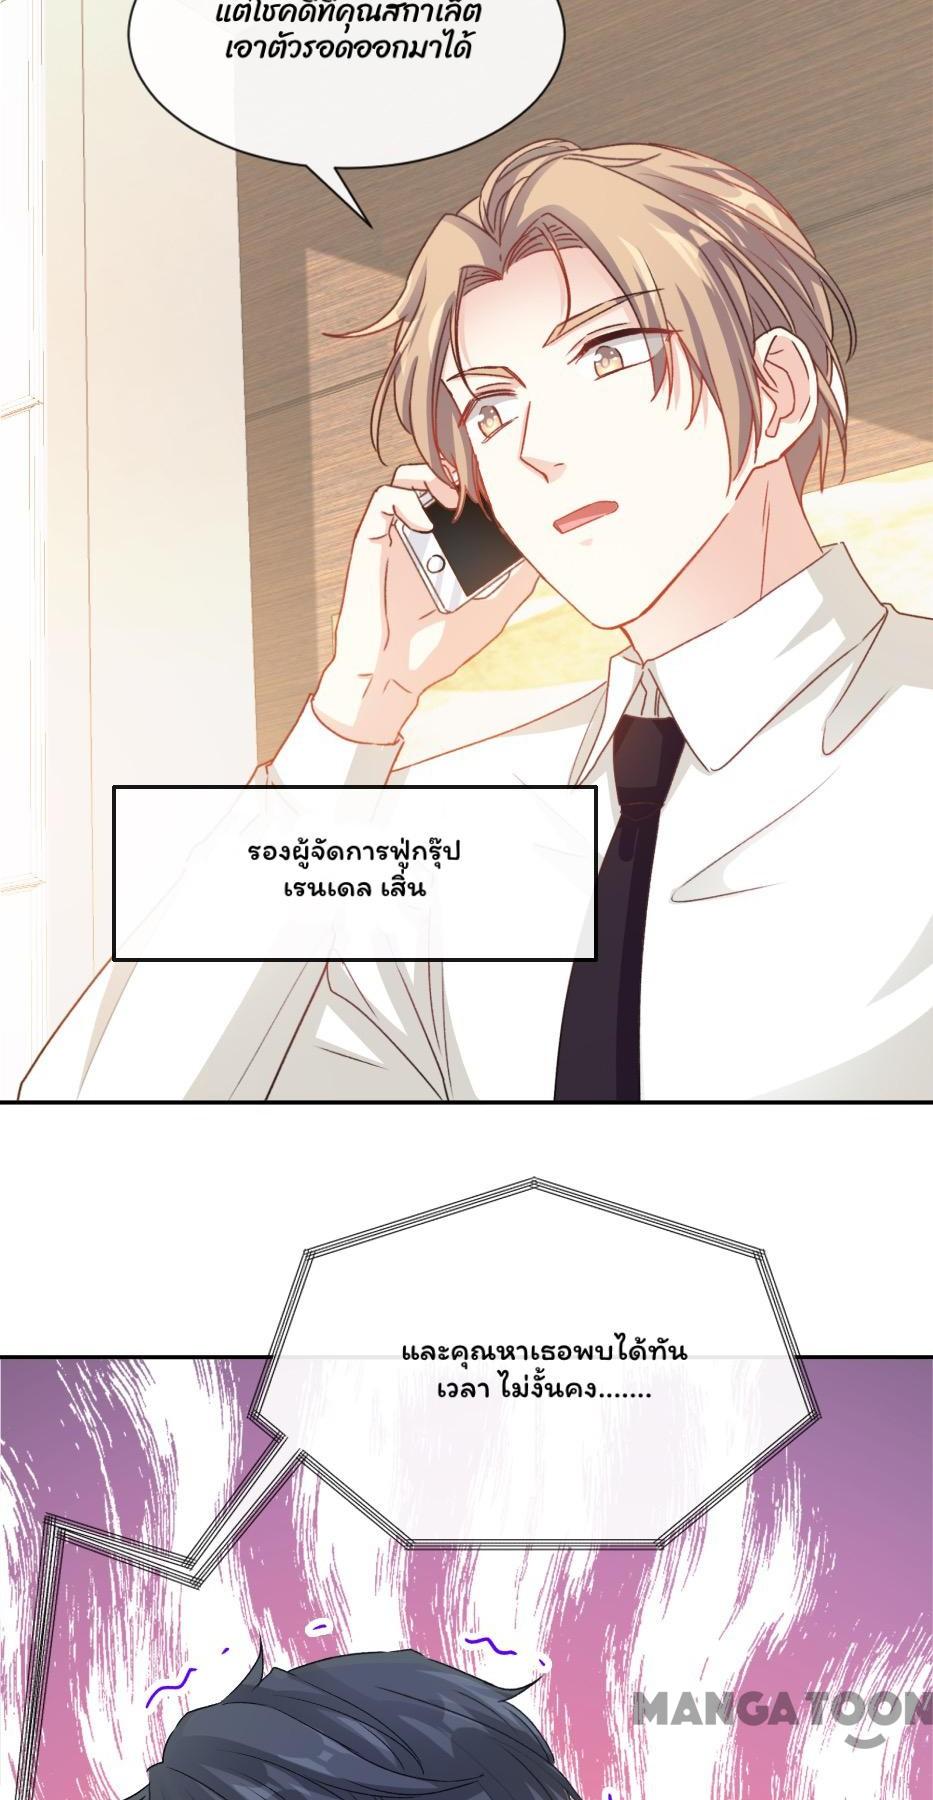 แต่โชคดีที่คุณสกาเล็ต
เอาตัวรอดออกมาได้
รองผู้จัดการฟู่กรุ๊ป
เรนเดล เสิ่น
และคุณหาเธอพบได้ทัน
เวลา ไม่งั้นคง.......
MANGATOON